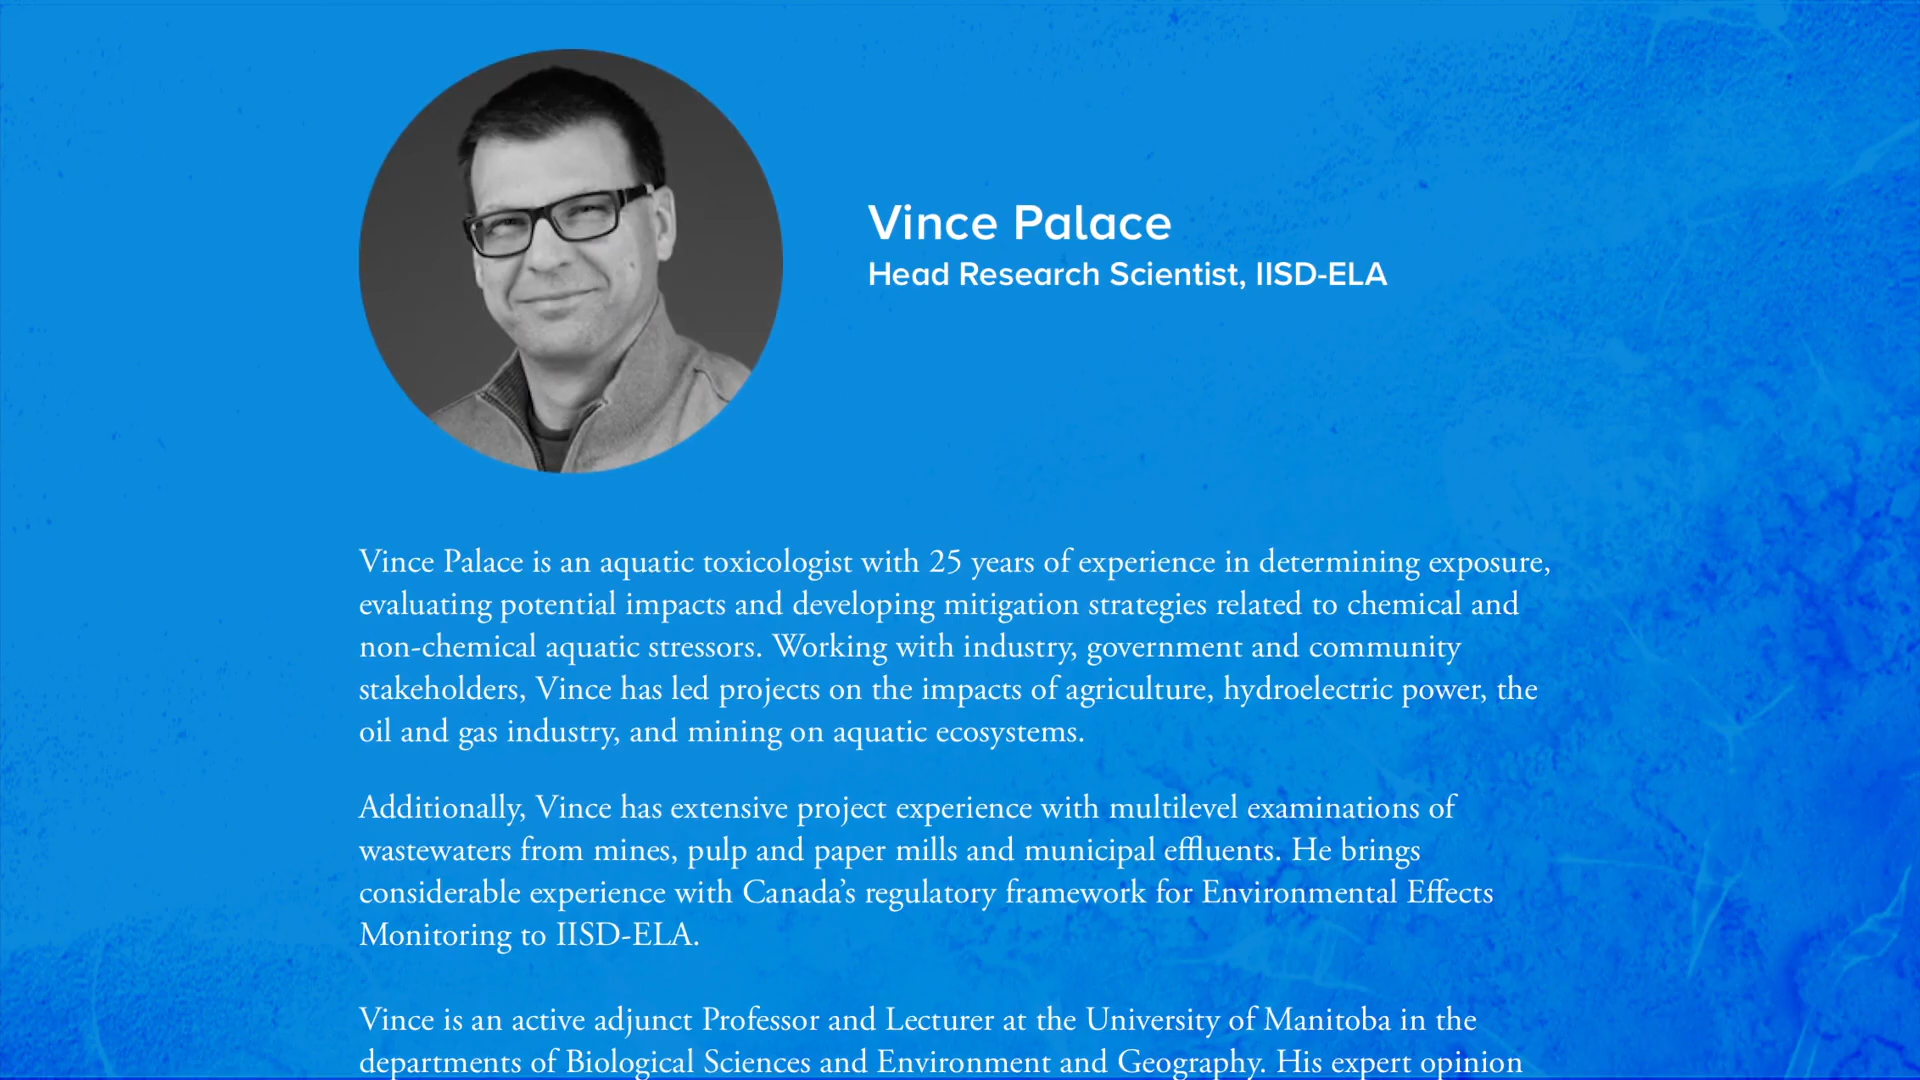 Vince Palace
Head Research Scientist, IISD-ELA
Vince Palace is an aquatic toxicologist with 25 years of experience in determining exposure,
evaluating potential impacts and developing mitigation strategies related to chemical and
non-chemical aquatic stressors. Working with industry, government and community
stakeholders, Vince has led projects on the impacts of agriculture, hydroelectric power, the
oil and gas industry, and mining on aquatic ecosystems.
Additionally, Vince has extensive project experience with multilevel examinations of
wastewaters from mines, pulp and paper mills and municipal effluents. He brings
considerable experience with Canada’s regulatory framework for Environmental Effects
Monitoring to IISD-ELA.
Vince is an active adjunct Professor and Lecturer at the University of Manitoba in the
departments of Biological Sciences and Environment and Geography. His expert opinion